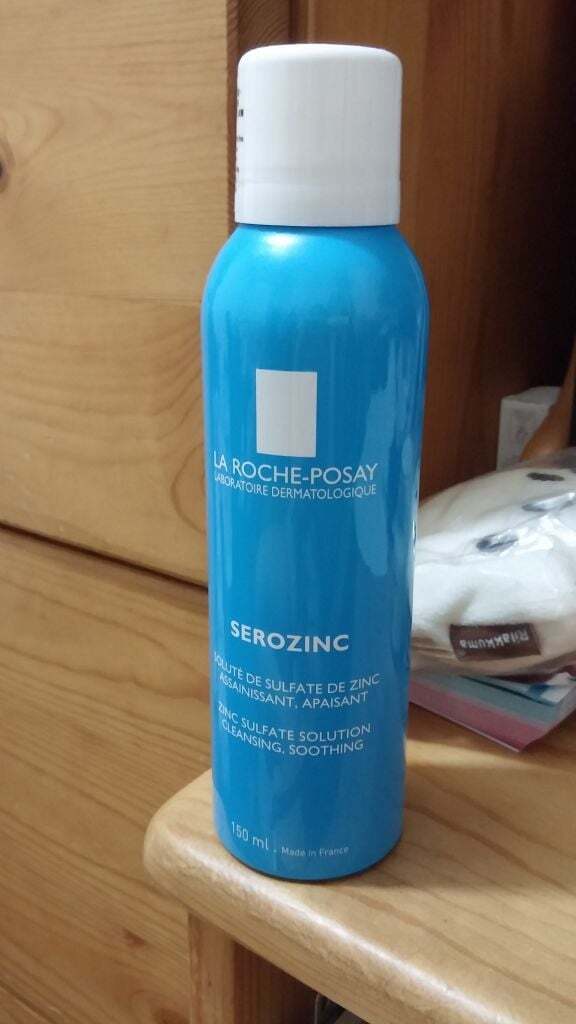 LA ROCHE-POSAY
LABORATOIRE DERMATOLOGIQUE
SEROZINC
SOLUTÉ DE SULFATE DE ZINC
ASSAINISSANT, APAISANT
ZINC SULFATE SOLUTION
CLEANSING, SOOTHING
150 ml . Made in France
Rilakkuma